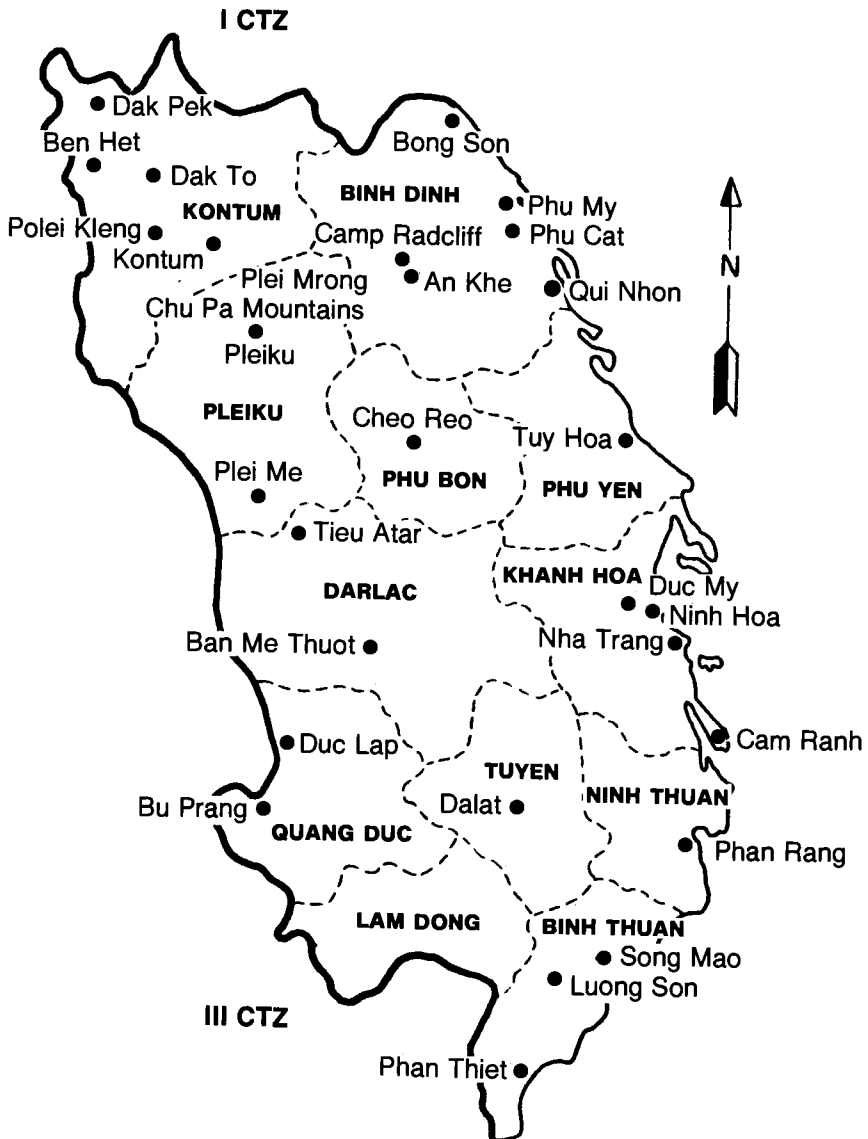 I CTZ
Dak Pek
Ben Het
Bong Son
Dak To
KONTUM
BINH DINH
Phu My
Polei Kleng
Kontum
Camp Radcliff
Phu Cat
N
Plei Mrong
An Khe
Qui Nhon
Chu Pa Mountains
Pleiku
PLEIKU
Cheo Reo
Tuy Hoa
Plei Me
PHU BON
PHU YEN
Tieu Atar
DARLAC
KHANH HOA
Duc My
Ninh Hoa
Ban Me Thuot
Nha Trang
Duc Lap
Cam Ranh
TUYEN
NINH THUAN
Bu Prang
Dalat
QUANG DUC
Phan Rang
LAM DONG
BINH THUAN
Song Mao
Luong Son
III CTZ
Phan Thiet